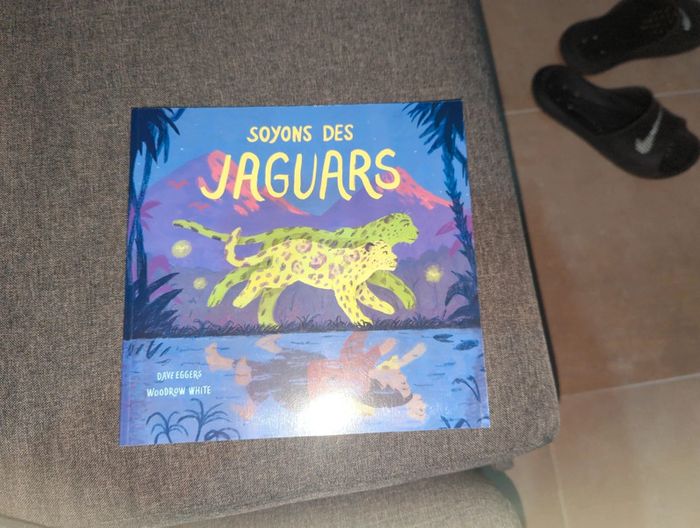 SOYONS DES
JAGUARS
DAVE EGGERS
WOODROW WHITE